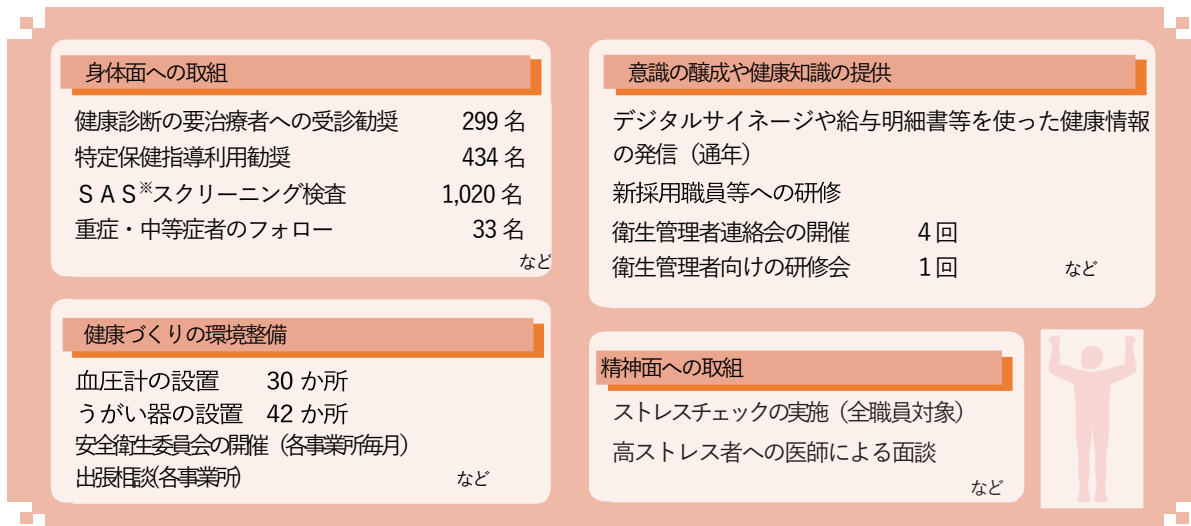 身体面への取組
健康診断の要治療者への受診勧奨 299 名
特定保健指導利用勧奨 434 名
ＳＡＳ※スクリーニング検査 1,020 名
重症・中等症者のフォロー 33 名
など
意識の醸成や健康知識の提供
デジタルサイネージや給与明細書等を使った健康情報
の発信（通年）
新採用職員等への研修
衛生管理者連絡会の開催 4 回
衛生管理者向けの研修会 1 回 など
健康づくりの環境整備
血圧計の設置 30 か所
うがい器の設置 42 か所
安全衛生委員会の開催（各事業所毎月）
出張相談(各事業所) など
精神面への取組
ストレスチェックの実施（全職員対象）
高ストレス者への医師による面談
など